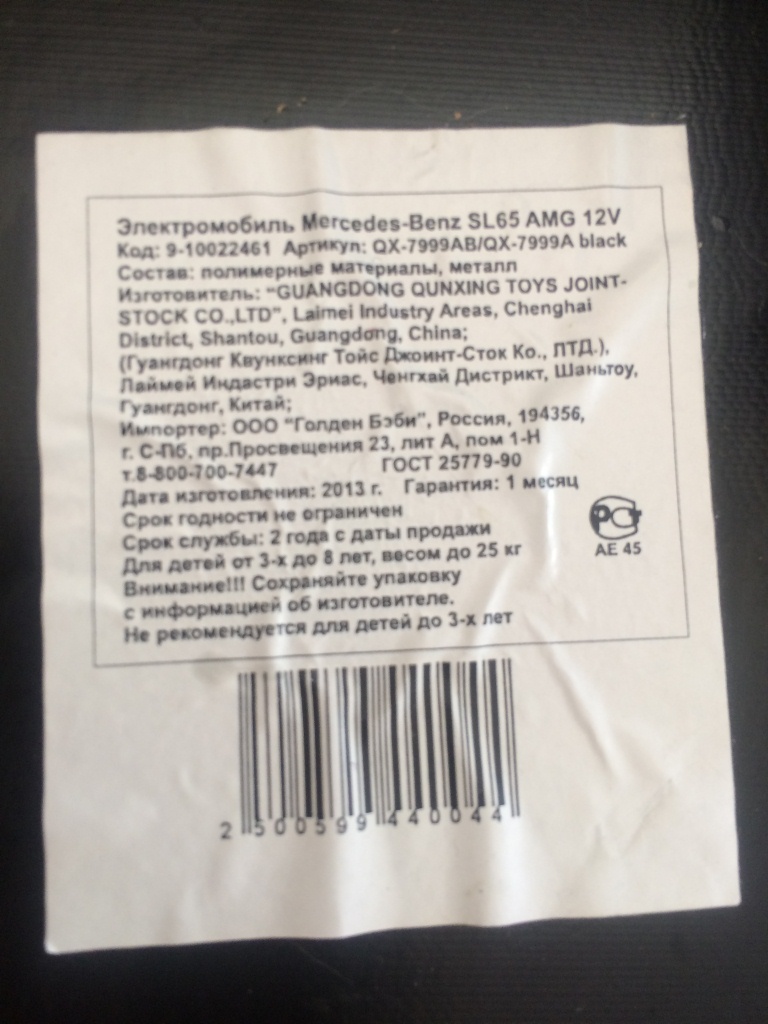 Электромобиль Mercedes-Benz SL65 AMG 12V
Код: 9-10022461 Артикул: QX-7999AB/QX-7999A black
Состав: полимерные материалы, металл
Изготовитель: "GUANGDONG QUNXING TOYS JOINT-
STOCK CO.,LTD", Laimei Industry Areas, Chenghai
District, Shantou, Guangdong, China;
(Гуангдонг Квунксинг Тойс Джоинт-Сток Ко., ЛТД.),
Лаймей Индастри Эриас, Ченгхай Дистрикт, Шаньтоу,
Гуангдонг, Китай;
Импортер: ООО "Голден Бэби", Россия, 194356,
г. С-Пб, пр.Просвещения 23, лит А, пом 1-Н
т.8-800-700-7447 ГОСТ 25779-90
Дата изготовления: 2013 г. Гарантия: 1 месяц
Срок годности не ограничен
Срок службы: 2 года с даты продажи
Для детей от 3-х до 8 лет, весом до 25 кг
Внимание!!! Сохраняйте упаковку
с информацией об изготовителе.
Не рекомендуется для детей до 3-х лет
РСТ
АЕ 45
2 500599 440044